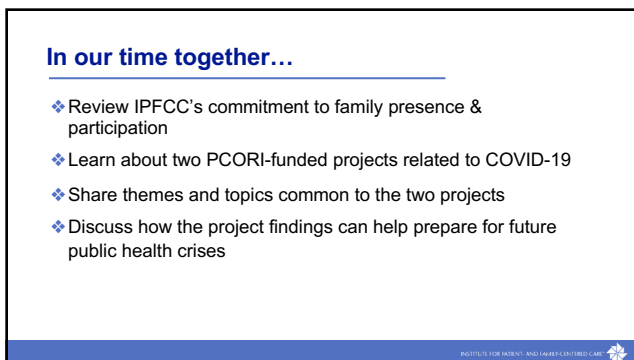 In our time together…
❖Review IPFCC's commitment to family presence &
participation
❖Learn about two PCORI-funded projects related to COVID-19
❖Share themes and topics common to the two projects
❖Discuss how the project findings can help prepare for future
public health crises
INSTITUTE FOR PATIENT- AND FAMILY-CENTERED CARE